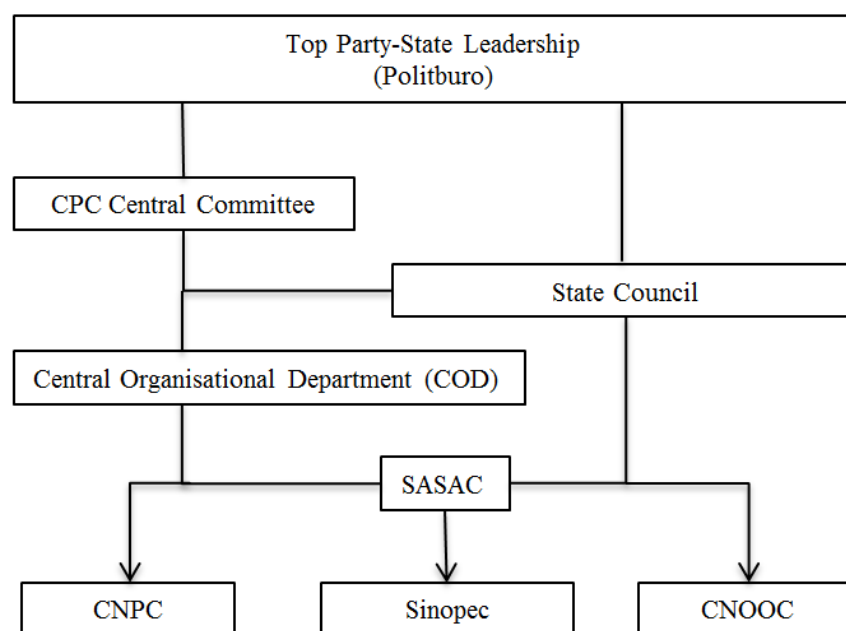 Top Party-State Leadership
(Politburo)
CPC Central Committee
State Council
Central Organisational Department (COD)
SASAC
CNPC
Sinopec
CNOOC